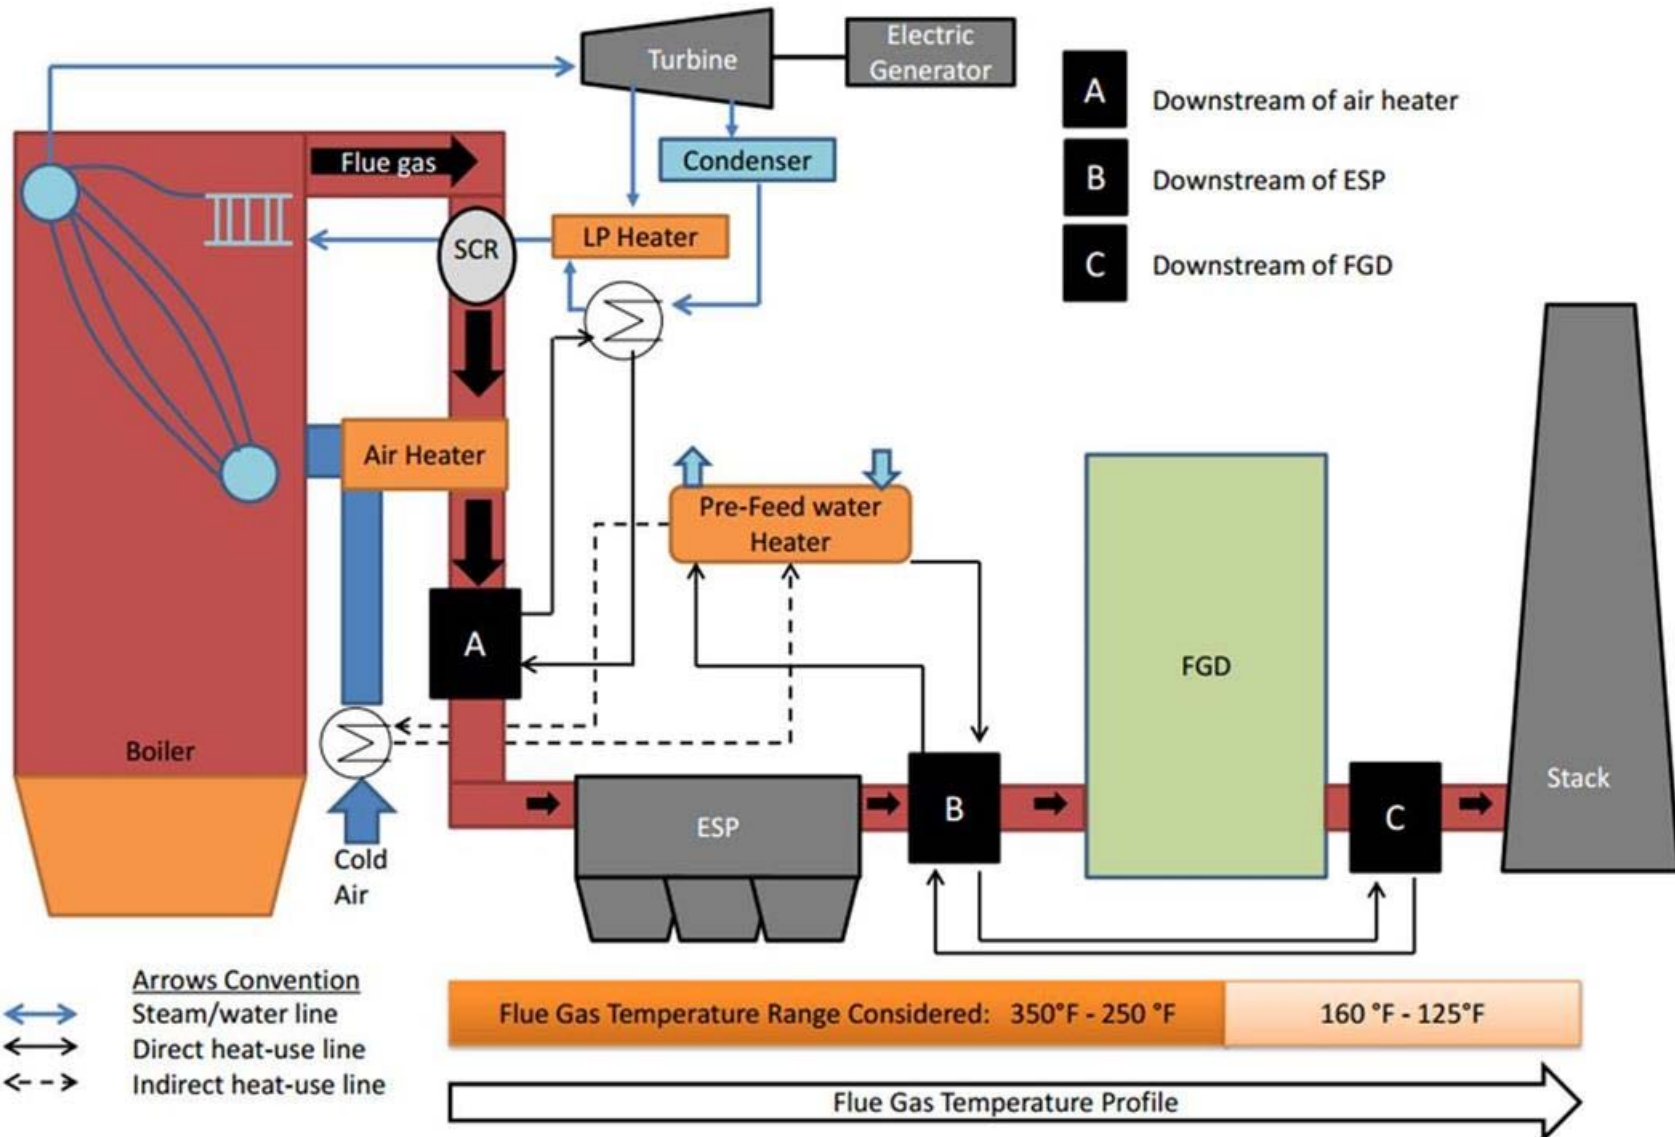 Turbine
Electric
Generator
A
Downstream of air heater
Flue gas
Condenser
B
Downstream of ESP
SCR
LP Heater
C
Downstream of FGD
Air Heater
Pre-Feed water
Heater
A
FGD
Boiler
Stack
B
C
ESP
Cold
Air
Arrows Convention
Steam/water line
Direct heat-use line
Indirect heat-use line
Flue Gas Temperature Range Considered: 350°F - 250 °F
160 °F - 125°F
Flue Gas Temperature Profile